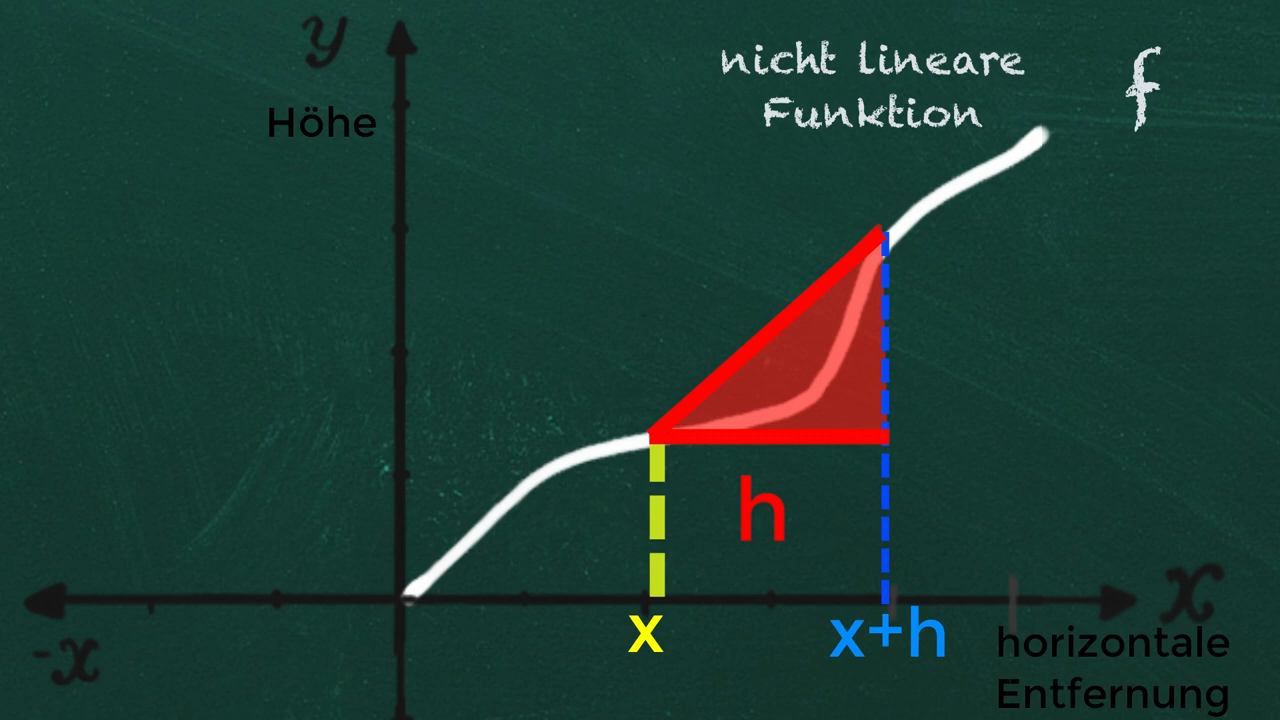 y
Höhe
nicht lineare
Funktion
f
h
x
-x
x
x+h
horizontale
Entfernung